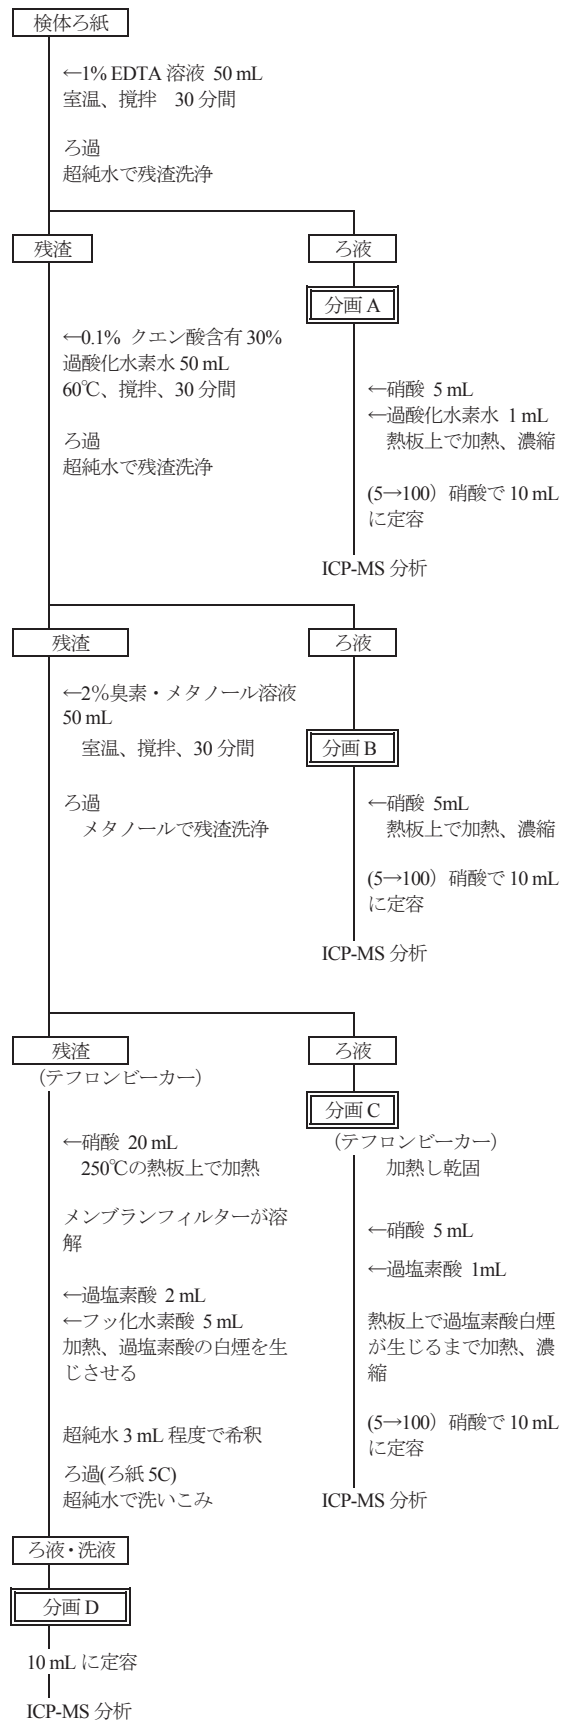 検体ろ紙
←1% EDTA 溶液 50 mL
室温、撹拌 30 分間
ろ過
超純水で残渣洗浄
残渣
ろ液
分画 A
←0.1% クエン酸含有 30%
過酸化水素水 50 mL
60℃、撹拌、30 分間
ろ過
超純水で残渣洗浄
←硝酸 5 mL
←過酸化水素水 1 mL
熱板上で加熱、濃縮
(5→100）硝酸で 10 mL
に定容
ICP-MS 分析
残渣
ろ液
←2％臭素・メタノール溶液
50 mL
室温、撹拌、30 分間
ろ過
メタノールで残渣洗浄
分画 B
←硝酸 5mL
熱板上で加熱、濃縮
(5→100）硝酸で 10 mL
に定容
ICP-MS 分析
残渣
（テフロンビーカー）
ろ液
分画 C
（テフロンビーカー）
加熱し乾固
←硝酸 20 mL
250℃の熱板上で加熱
メンブランフィルターが溶
解
←過塩素酸 2 mL
←フッ化水素酸 5 mL
加熱、過塩素酸の白煙を生
じさせる
超純水 3 mL 程度で希釈
ろ過(ろ紙 5C)
超純水で洗いこみ
←硝酸 5 mL
←過塩素酸 1mL
熱板上で過塩素酸白煙
が生じるまで加熱、濃
縮
(5→100）硝酸で 10 mL
に定容
ICP-MS 分析
ろ液・洗液
分画 D
10 mL に定容
ICP-MS 分析